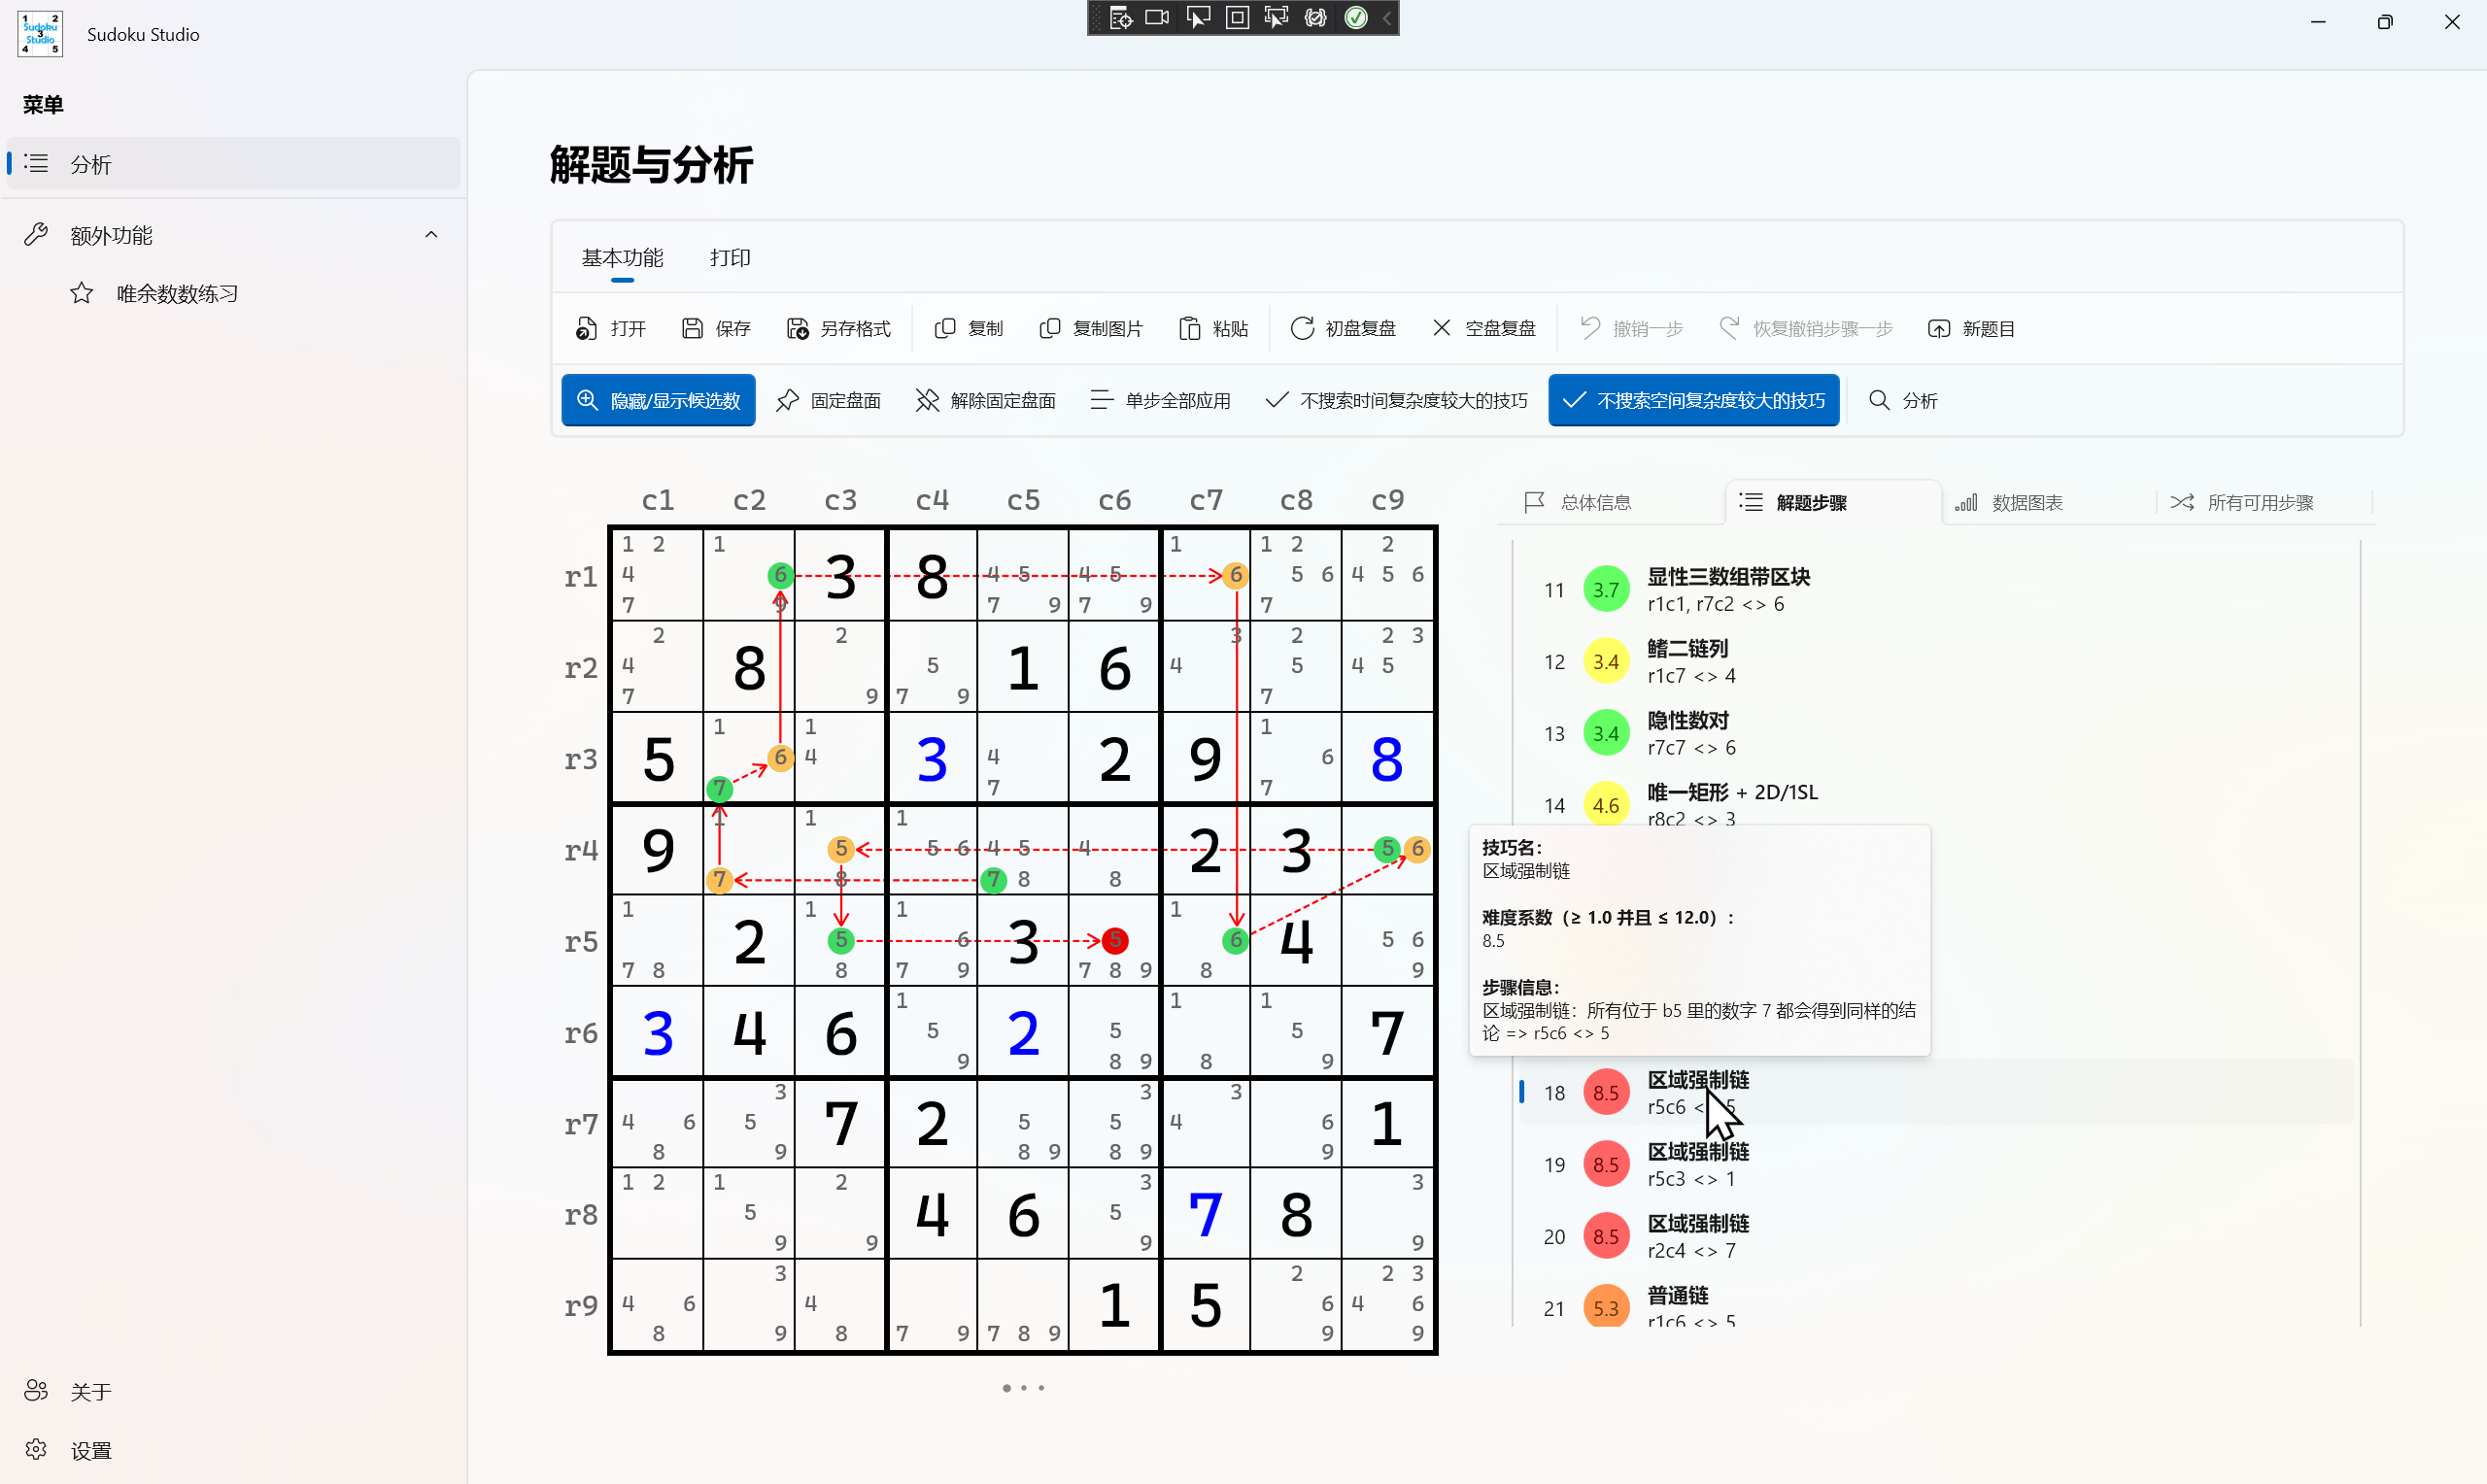 Sudoku Studio
菜单
分析
额外功能
唯余数数练习
关于
设置
解题与分析
基本功能 打印
打开 保存 另存格式 复制 复制图片 粘贴 初盘复盘 空盘复盘 撤销一步 恢复撤销步骤一步 新题目
隐藏/显示候选数 固定盘面 解除固定盘面 单步全部应用 不搜索时间复杂度较大的技巧 不搜索空间复杂度较大的技巧 分析
c1 c2 c3 c4 c5 c6 c7 c8 c9
1 2 1 1 1 2 2
r1 4 6 3 8 4 5 4 5 6 5 6 4 5 6
7 9 7 9 7 9 7
2 2 3 2 2 3
r2 4 8 5 1 6 4 5 4 5
7 9 7 9 7
1 1 1
r3 5 6 4 3 4 2 9 6 8
7 7 7
1 1 1
r4 9 5 5 6 4 5 4 2 3 5 6
7 8 7 8 8
1 1 1 1
r5 2 5 6 3 5 6 4 5 6
7 8 8 7 9 7 8 9 8 9
1 1 1
r6 3 4 6 5 2 5 5 7
9 8 9 8 9
3 3 3
r7 4 6 5 7 2 5 5 4 6 1
8 9 8 9 8 9 9
1 2 1 2 3 3
r8 5 4 6 5 7 8
9 9 9 9
3 2 2 3
r9 4 6 4 1 5 6 4 6
8 9 8 7 9 7 8 9 9 9
总体信息 解题步骤 数据图表 所有可用步骤
11 3.7 显性三数组带区块
r1c1, r7c2 <> 6
12 3.4 鳍二链列
r1c7 <> 4
13 3.4 隐性数对
r7c7 <> 6
14 4.6 唯一矩形 + 2D/1SL
r8c2 <> 3
技巧名：
区域强制链
难度系数（≥ 1.0 并且 ≤ 12.0）：
8.5
步骤信息：
区域强制链：所有位于 b5 里的数字 7 都会得到同样的结
论 => r5c6 <> 5
18 8.5 区域强制链
r5c6 < 5
19 8.5 区域强制链
r5c3 <> 1
20 8.5 区域强制链
r2c4 <> 7
21 5.3 普通链
r1c6 <> 5